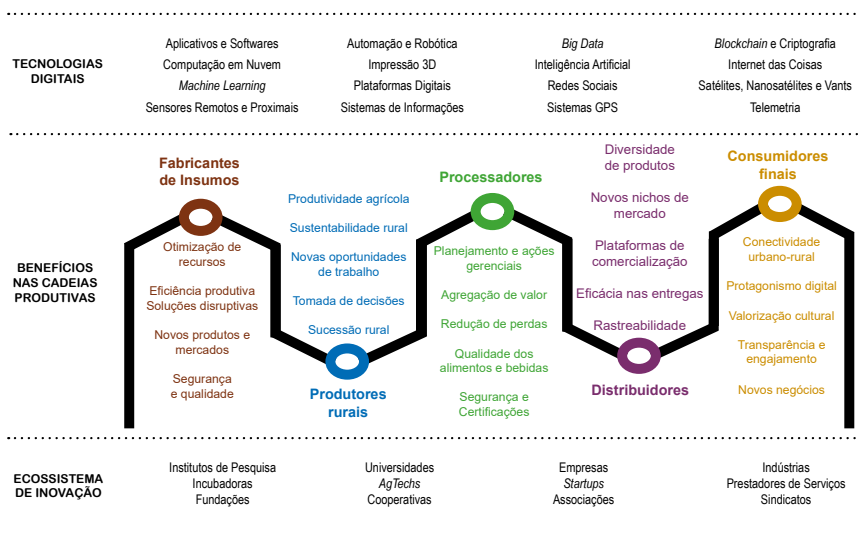 TECNOLOGIAS
DIGITAIS
Aplicativos e Softwares
Computação em Nuvem
Machine Learning
Sensores Remotos e Proximais
Automação e Robótica
Impressão 3D
Plataformas Digitais
Sistemas de Informações
Big Data
Inteligência Artificial
Redes Sociais
Sistemas GPS
Blockchain e Criptografia
Internet das Coisas
Satélites, Nanosatélites e Vants
Telemetria
BENEFÍCIOS
NAS CADEIAS
PRODUTIVAS
Fabricantes
de Insumos
Otimização de
recursos
Eficiência produtiva
Soluções disruptivas
Novos produtos e
mercados
Segurança
e qualidade
Produtividade agrícola
Sustentabilidade rural
Novas oportunidades
de trabalho
Tomada de decisões
Sucessão rural
Produtores
rurais
Processadores
Planejamento e ações
gerenciais
Agregação de valor
Redução de perdas
Qualidade dos
alimentos e bebidas
Segurança e
Certificações
Diversidade
de produtos
Novos nichos de
mercado
Plataformas de
comercialização
Eficácia nas entregas
Rastreabilidade
Distribuidores
Consumidores
finais
Conectividade
urbano-rural
Protagonismo digital
Valorização cultural
Transparência e
engajamento
Novos negócios
ECOSSISTEMA
DE INOVAÇÃO
Institutos de Pesquisa
Incubadoras
Fundações
Universidades
AgTechs
Cooperativas
Empresas
Startups
Associações
Indústrias
Prestadores de Serviços
Sindicatos